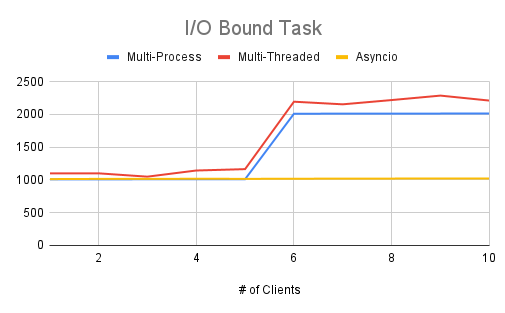 I/O Bound Task
Multi-Process Multi-Threaded Asyncio
2500
2000
1500
1000
500
0
2 4 6 8 10
# of Clients